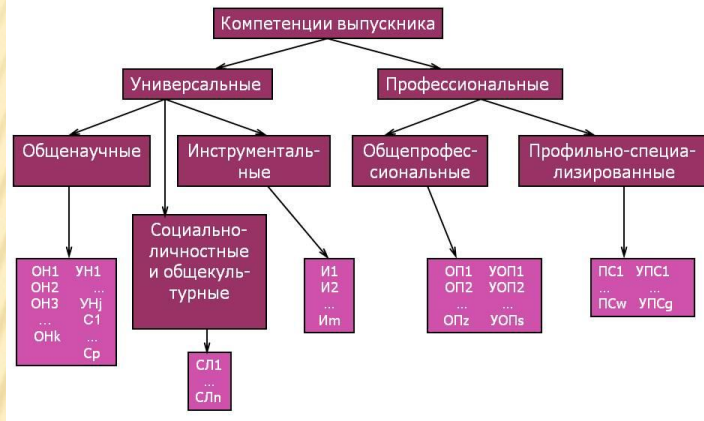 Компетенции выпускника
Универсальные
Профессиональные
Общенаучные
Инструменталь-
ные
Общепрофес-
сиональные
Профильно-специа-
лизированные
Социально-
личностные
и общекуль-
турные
ОН1 УН1
ОН2 ...
ОН3 УНj
... С1
ОНk ...
Ср
СЛ1
...
СЛn
И1
И2
...
Иm
ОП1 УОП1
ОП2 УОП2
... ...
ОПz УОПs
ПС1 УПС1
... ...
ПСw УПСg